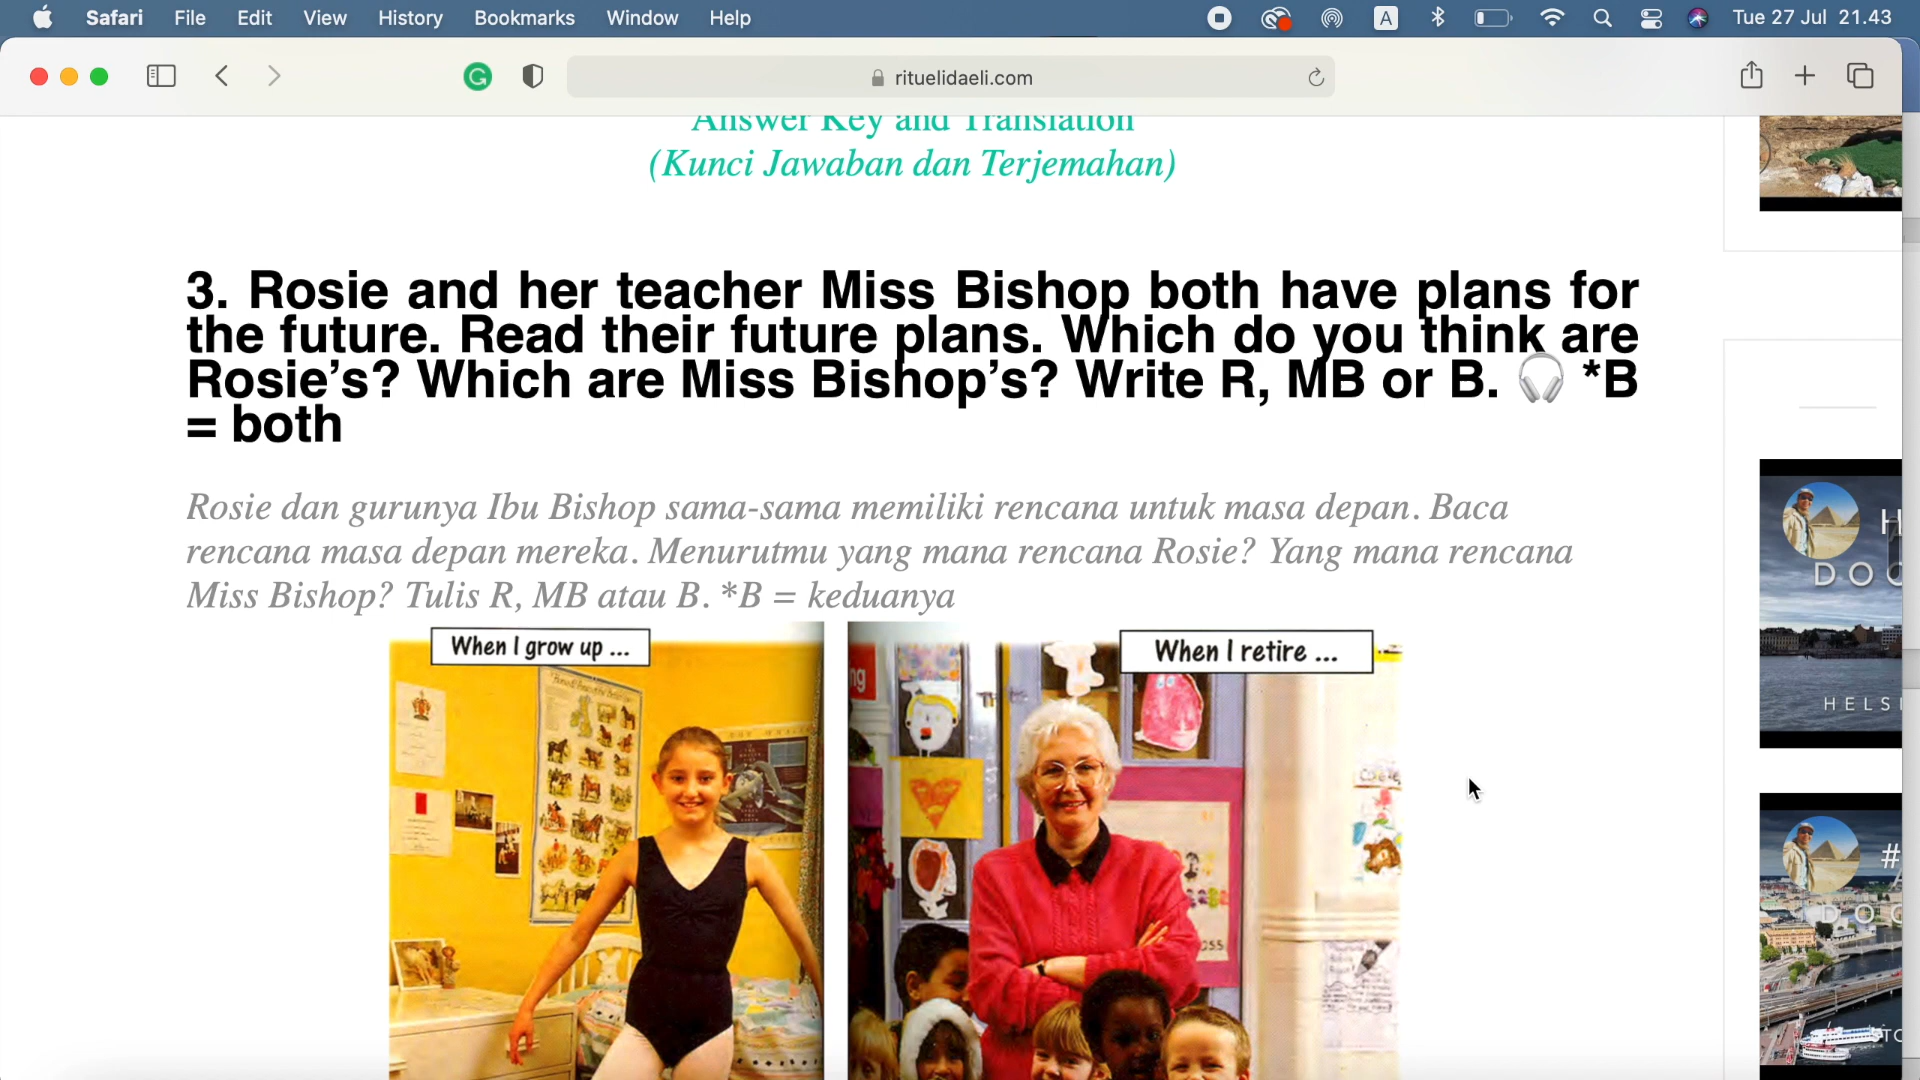 Safari File Edit View History Bookmarks Window Help A Tue 27 Jul 21.43
rituelidaeli.com
Answer Key and Translation
(Kunci Jawaban dan Terjemahan)
3. Rosie and her teacher Miss Bishop both have plans for
the future. Read their future plans. Which do you think are
Rosie's? Which are Miss Bishop's? Write R, MB or B. 🎧 *B
= both
Rosie dan gurunya Ibu Bishop sama-sama memiliki rencana untuk masa depan. Baca
rencana masa depan mereka. Menurutmu yang mana rencana Rosie? Yang mana rencana
Miss Bishop? Tulis R, MB atau B. *B = keduanya
When I grow up ...
When I retire ...
H
DOC
HELSI
#
DOC